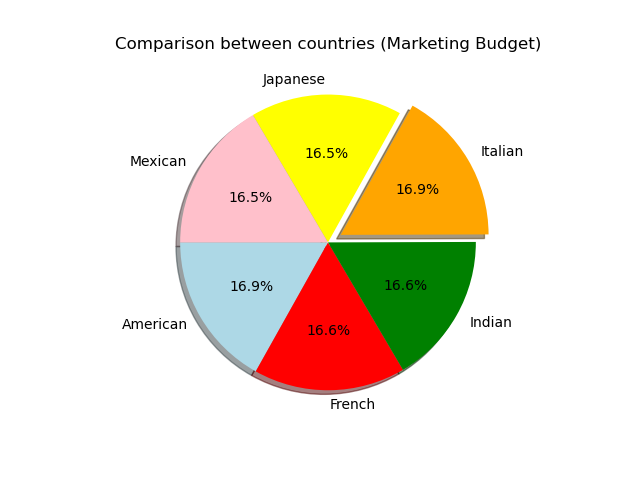 Comparison between countries (Marketing Budget)
Japanese
Italian
Mexican
16.5%
16.9%
16.5%
16.9%
16.6%
American
Indian
16.6%
French